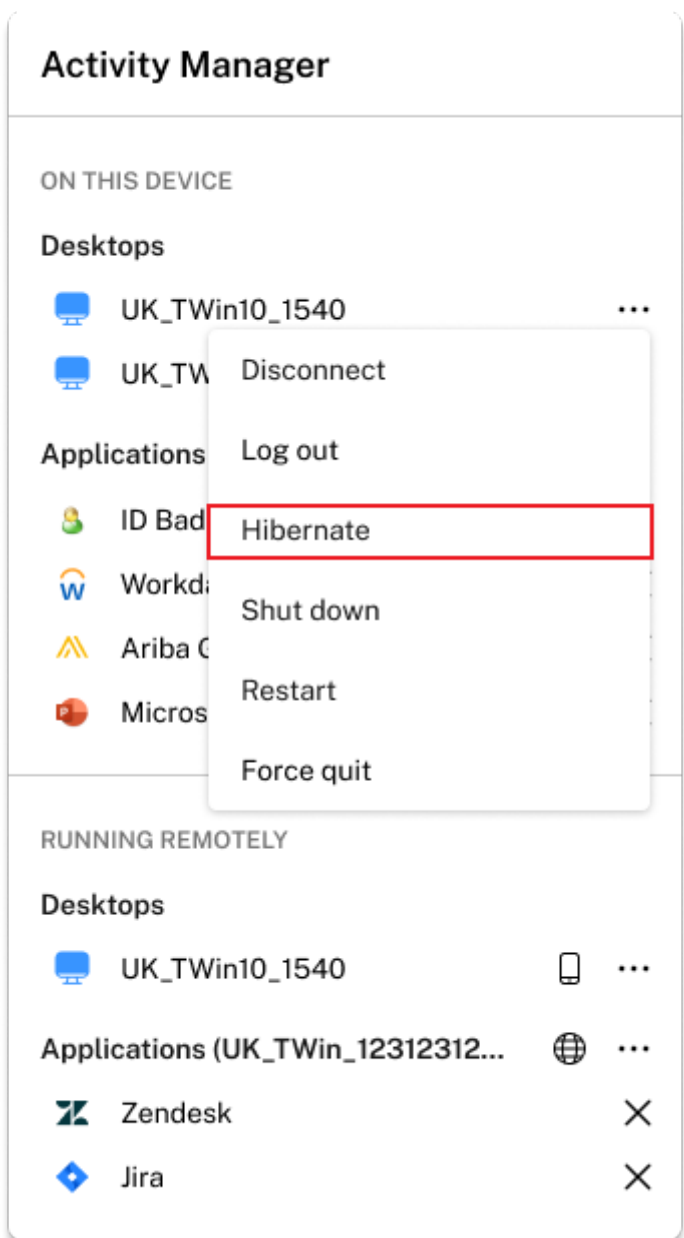 Activity Manager
ON THIS DEVICE
Desktops
UK_TWin10_1540
UK_TW
Disconnect
Applications
Log out
ID Bad
Hibernate
Workda
Shut down
Ariba
Restart
Micros
Force quit
RUNNING REMOTELY
Desktops
UK_TWin10_1540
Applications (UK_TWin_12312312...
Zendesk
Jira